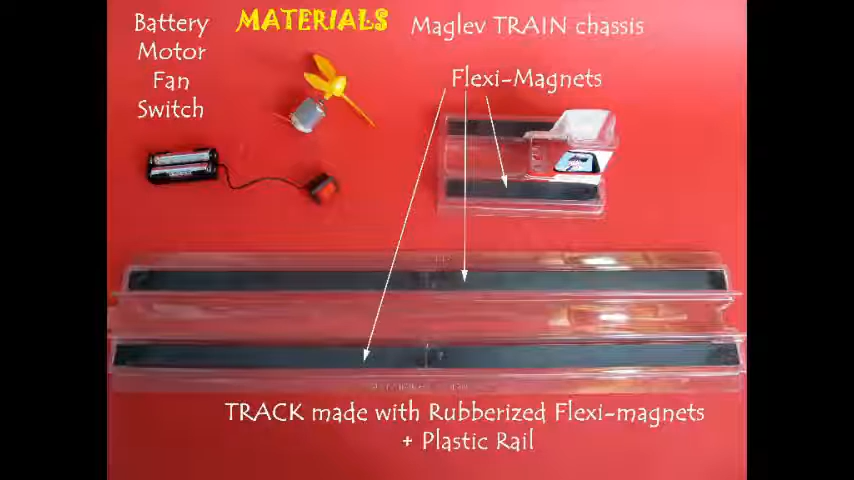 Battery
Motor
Fan
Switch
MATERIALS
Maglev TRAIN chassis
Flexi-Magnets
TRACK made with Rubberized Flexi-magnets
+ Plastic Rail